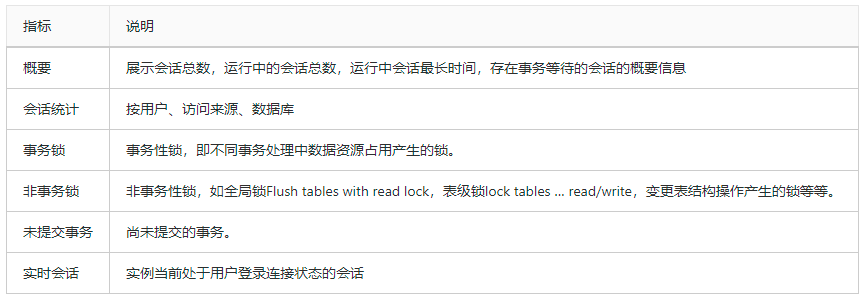 指标 说明
概要 展示会话总数，运行中的会话总数，运行中会话最长时间，存在事务等待的会话的概要信息
会话统计 按用户、访问来源、数据库
事务锁 事务性锁，即不同事务处理中数据资源占用产生的锁。
非事务锁 非事务性锁，如全局锁Flush tables with read lock，表级锁lock tables ... read/write，变更表结构操作产生的锁等等。
未提交事务 尚未提交的事务。
实时会话 实例当前处于用户登录连接状态的会话